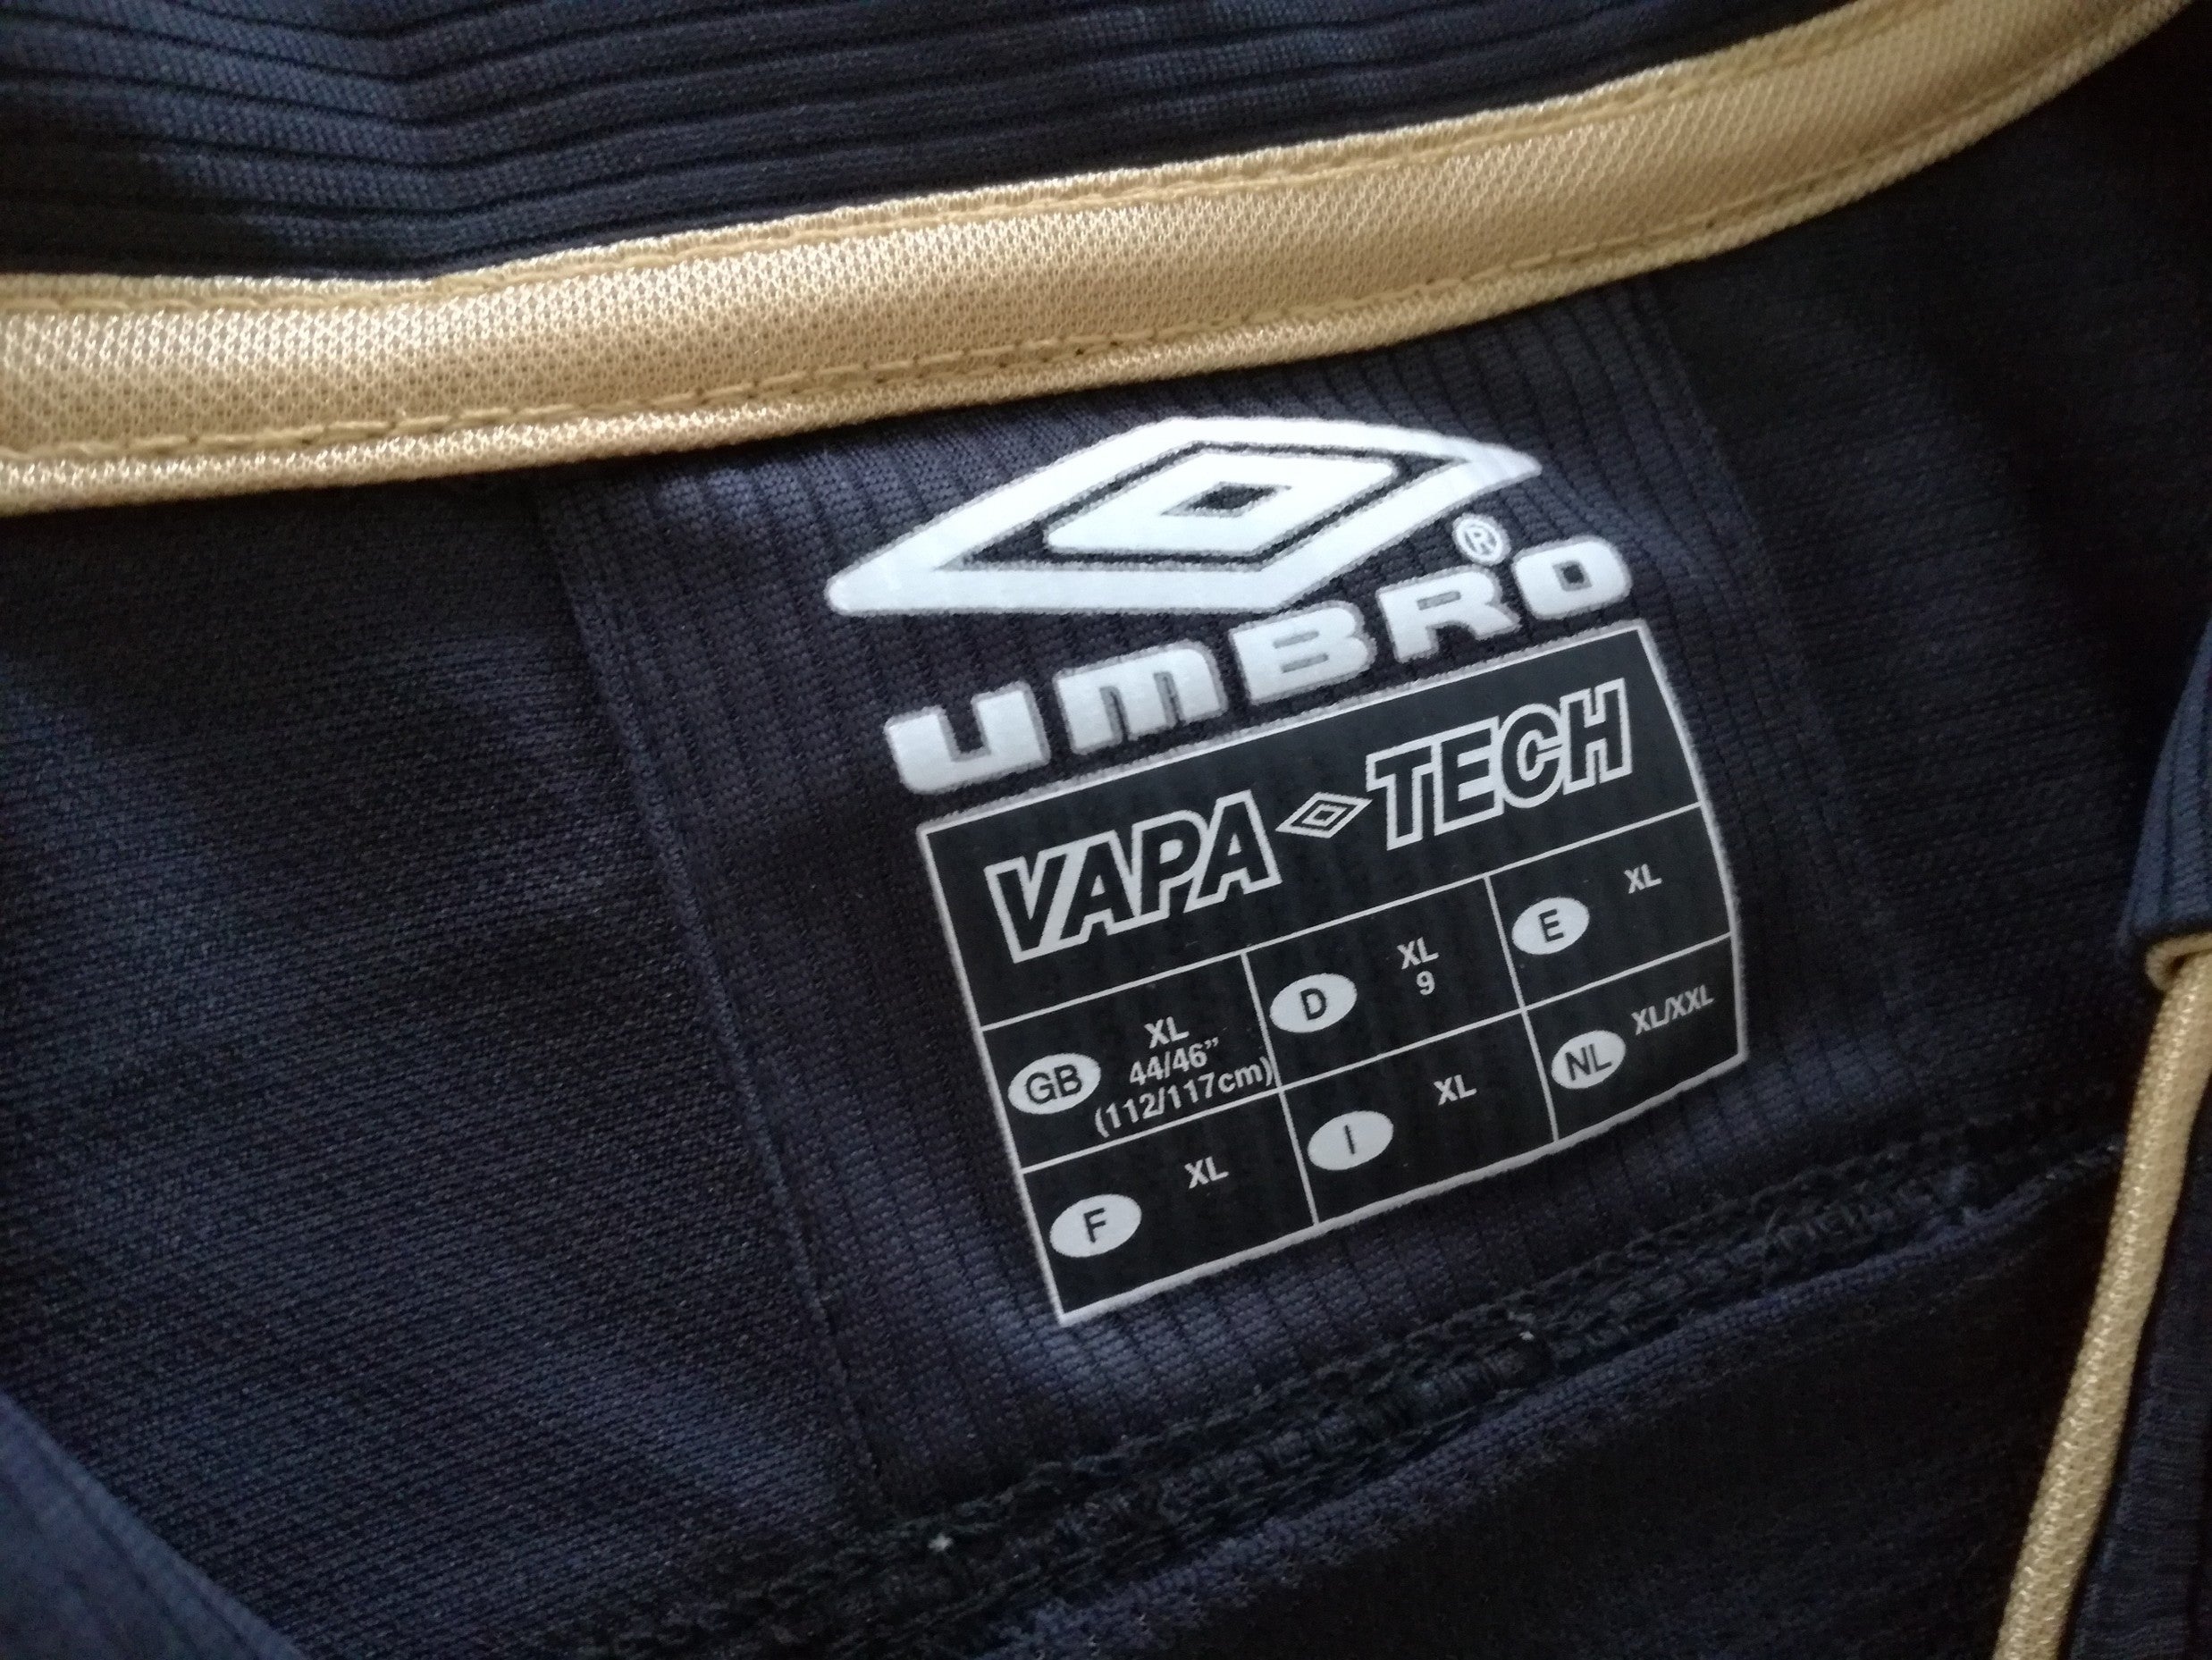 ®
UMBRO
VAPA TECH
GB XL
44/46”
(112/117cm)
D XL
9
E XL
F XL
I XL
NL XL/XXL